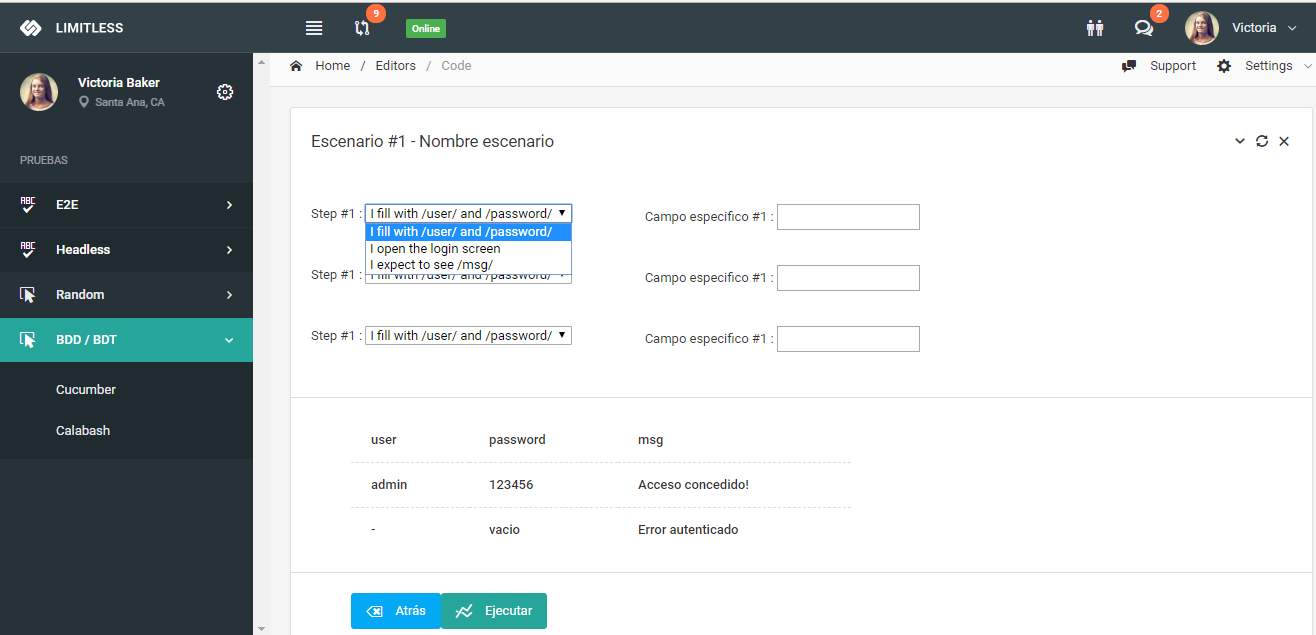 LIMITLESS
9
Online
2
Victoria
Victoria Baker
Santa Ana, CA
Home / Editors / Code
Support
Settings
PRUEBAS
ABC E2E
ABC Headless
Random
BDD / BDT
Cucumber
Calabash
Escenario #1 - Nombre escenario
Step #1 : I fill with /user/ and /password/
Campo especifico #1 :
I fill with /user/ and /password/
I open the login screen
I expect to see /msg/
Step #1 : I fill with /user/ and /password/
Campo especifico #1 :
Step #1 : I fill with /user/ and /password/
Campo especifico #1 :
user password msg
admin 123456 Acceso concedido!
- vacio Error autenticado
Atrás
Ejecutar